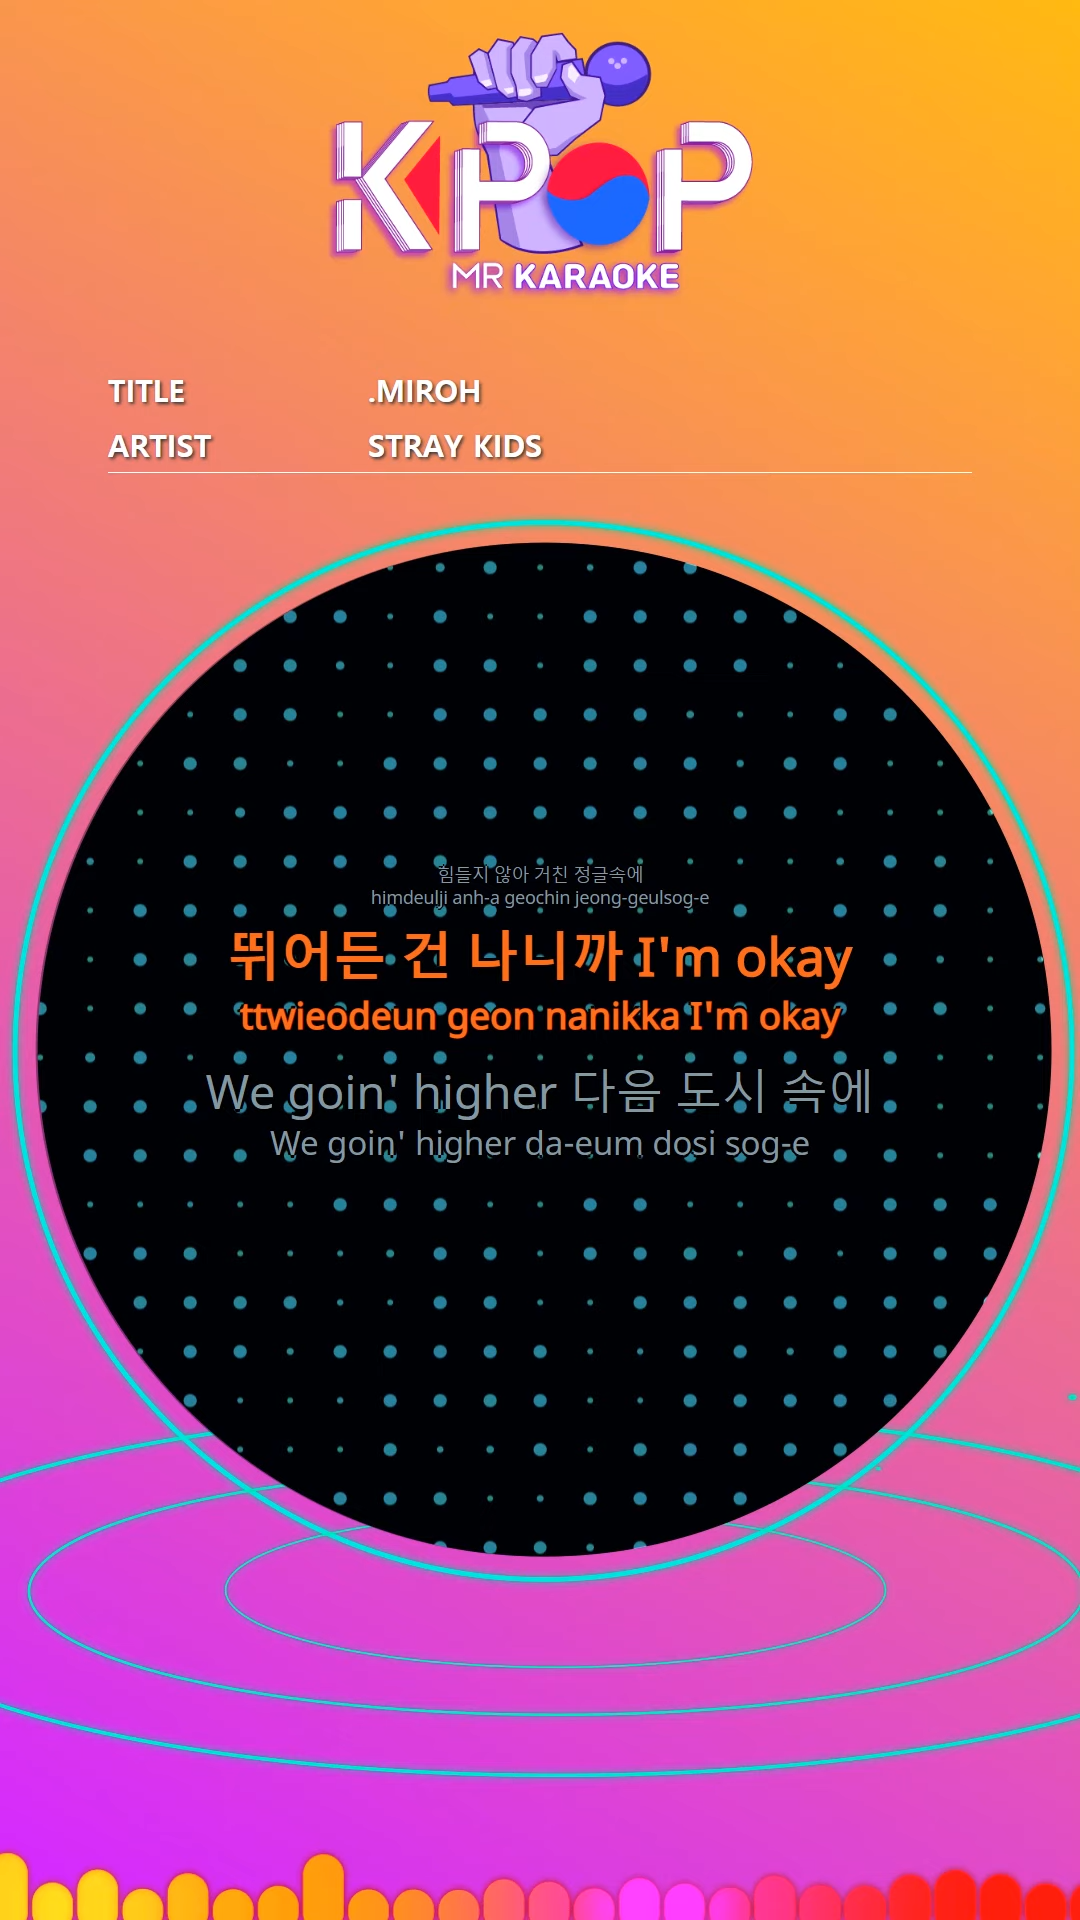 KPOP
MR KARAOKE
TITLE .MIROH
ARTIST STRAY KIDS
힘들지 않아 거친 정글속에
himdeulji anh-a geochin jeong-geulsog-e
뛰어든 건 나니까 I'm okay
ttwieodeun geon nanikka I'm okay
We goin' higher 다음 도시 속에
We goin' higher da-eum dosi sog-e